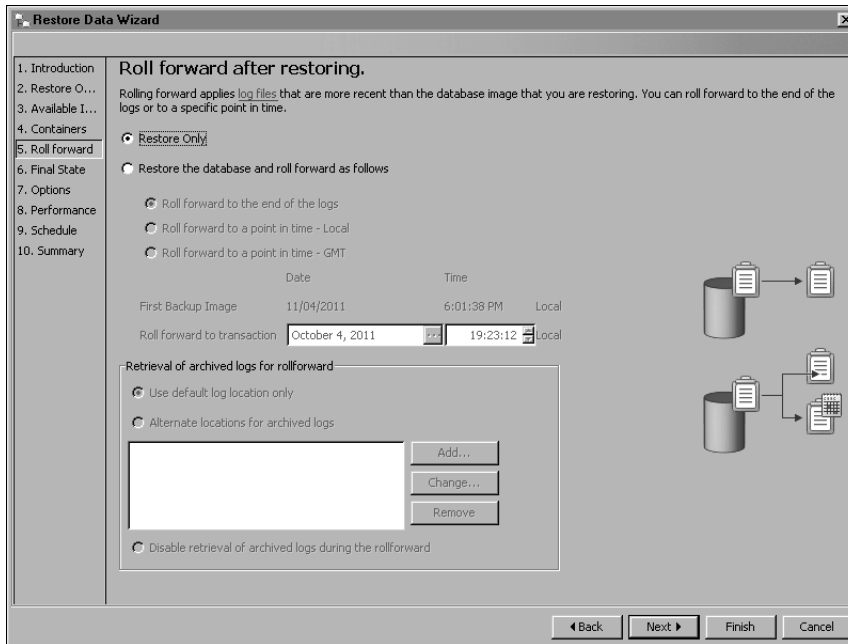 Restore Data Wizard
1. Introduction
2. Restore O...
3. Available I...
4. Containers
5. Roll forward
6. Final State
7. Options
8. Performance
9. Schedule
10. Summary
Roll forward after restoring.
Rolling forward applies log files that are more recent than the database image that you are restoring. You can roll forward to the end of the
logs or to a specific point in time.
Restore Only
Restore the database and roll forward as follows
Roll forward to the end of the logs
Roll forward to a point in time - Local
Roll forward to a point in time - GMT
Date Time
First Backup Image 11/04/2011 6:01:38 PM Local
Roll forward to transaction October 4, 2011 ... 19:23:12 Local
Retrieval of archived logs for rollforward
Use default log location only
Alternate locations for archived logs
Add...
Change...
Remove
Disable retrieval of archived logs during the rollforward
Back Next Finish Cancel